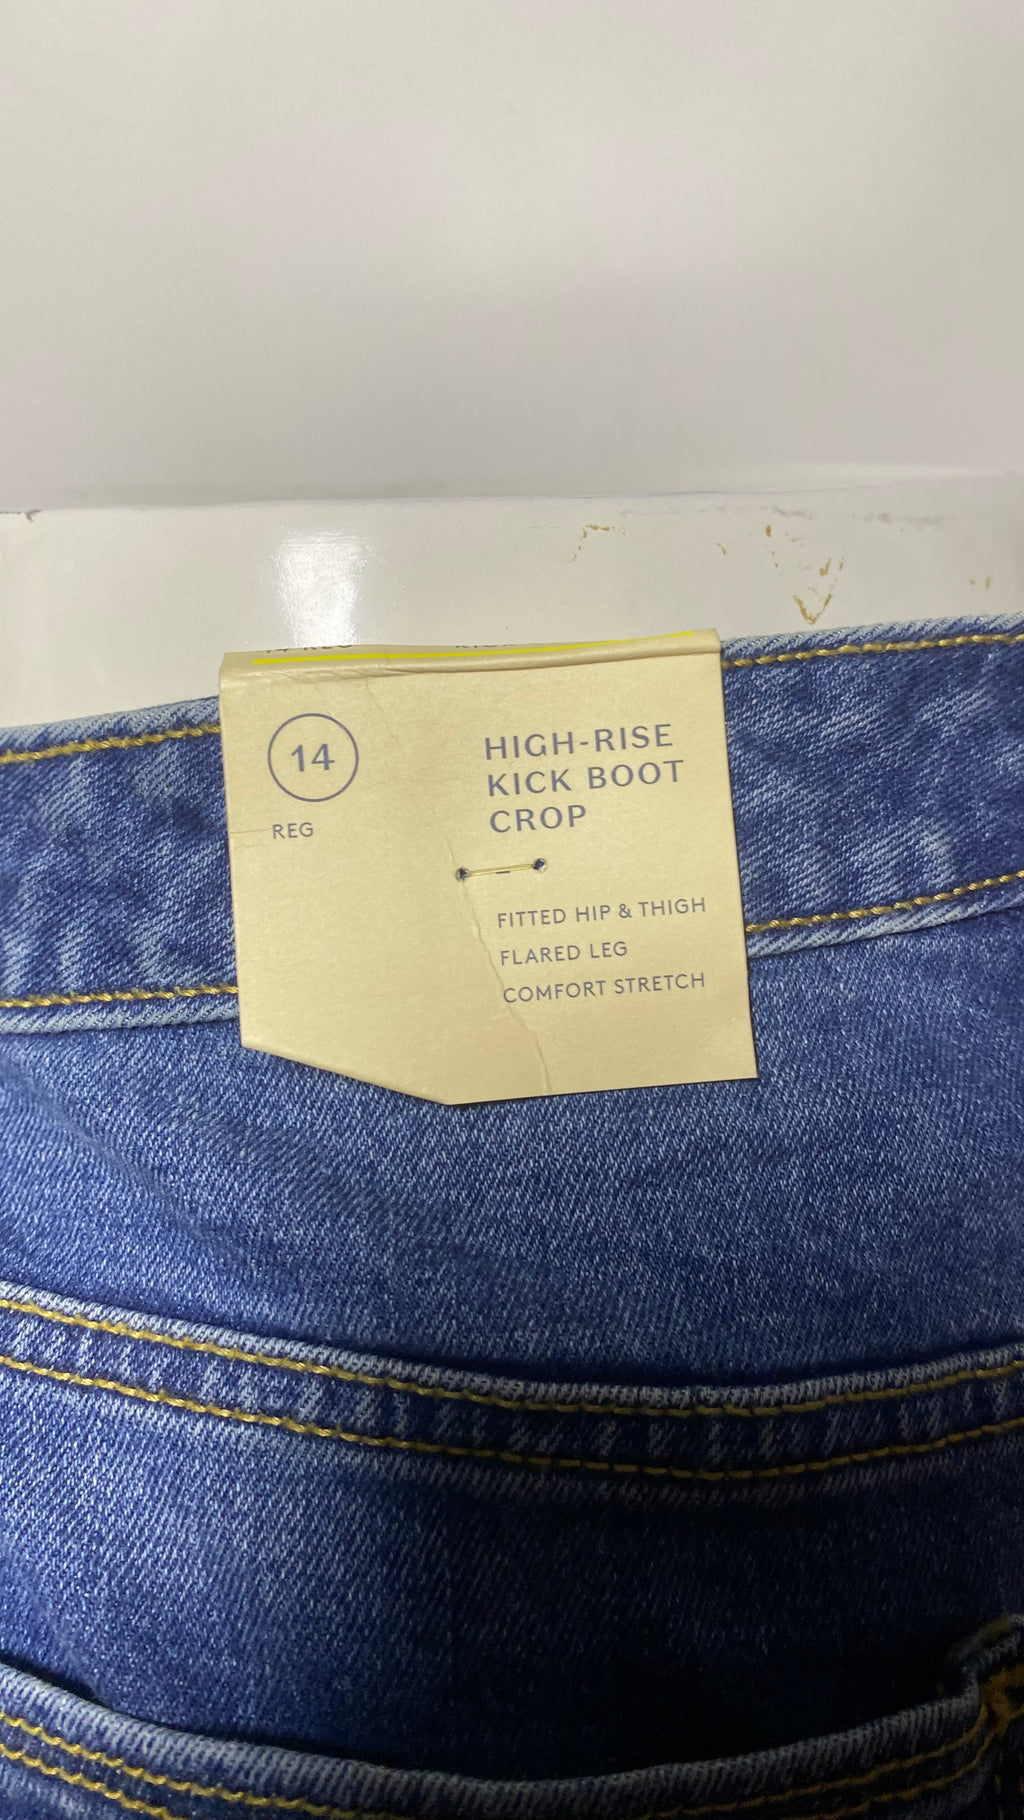 14
REG
HIGH-RISE
KICK BOOT
CROP
FITTED HIP & THIGH
FLARED LEG
COMFORT STRETCH